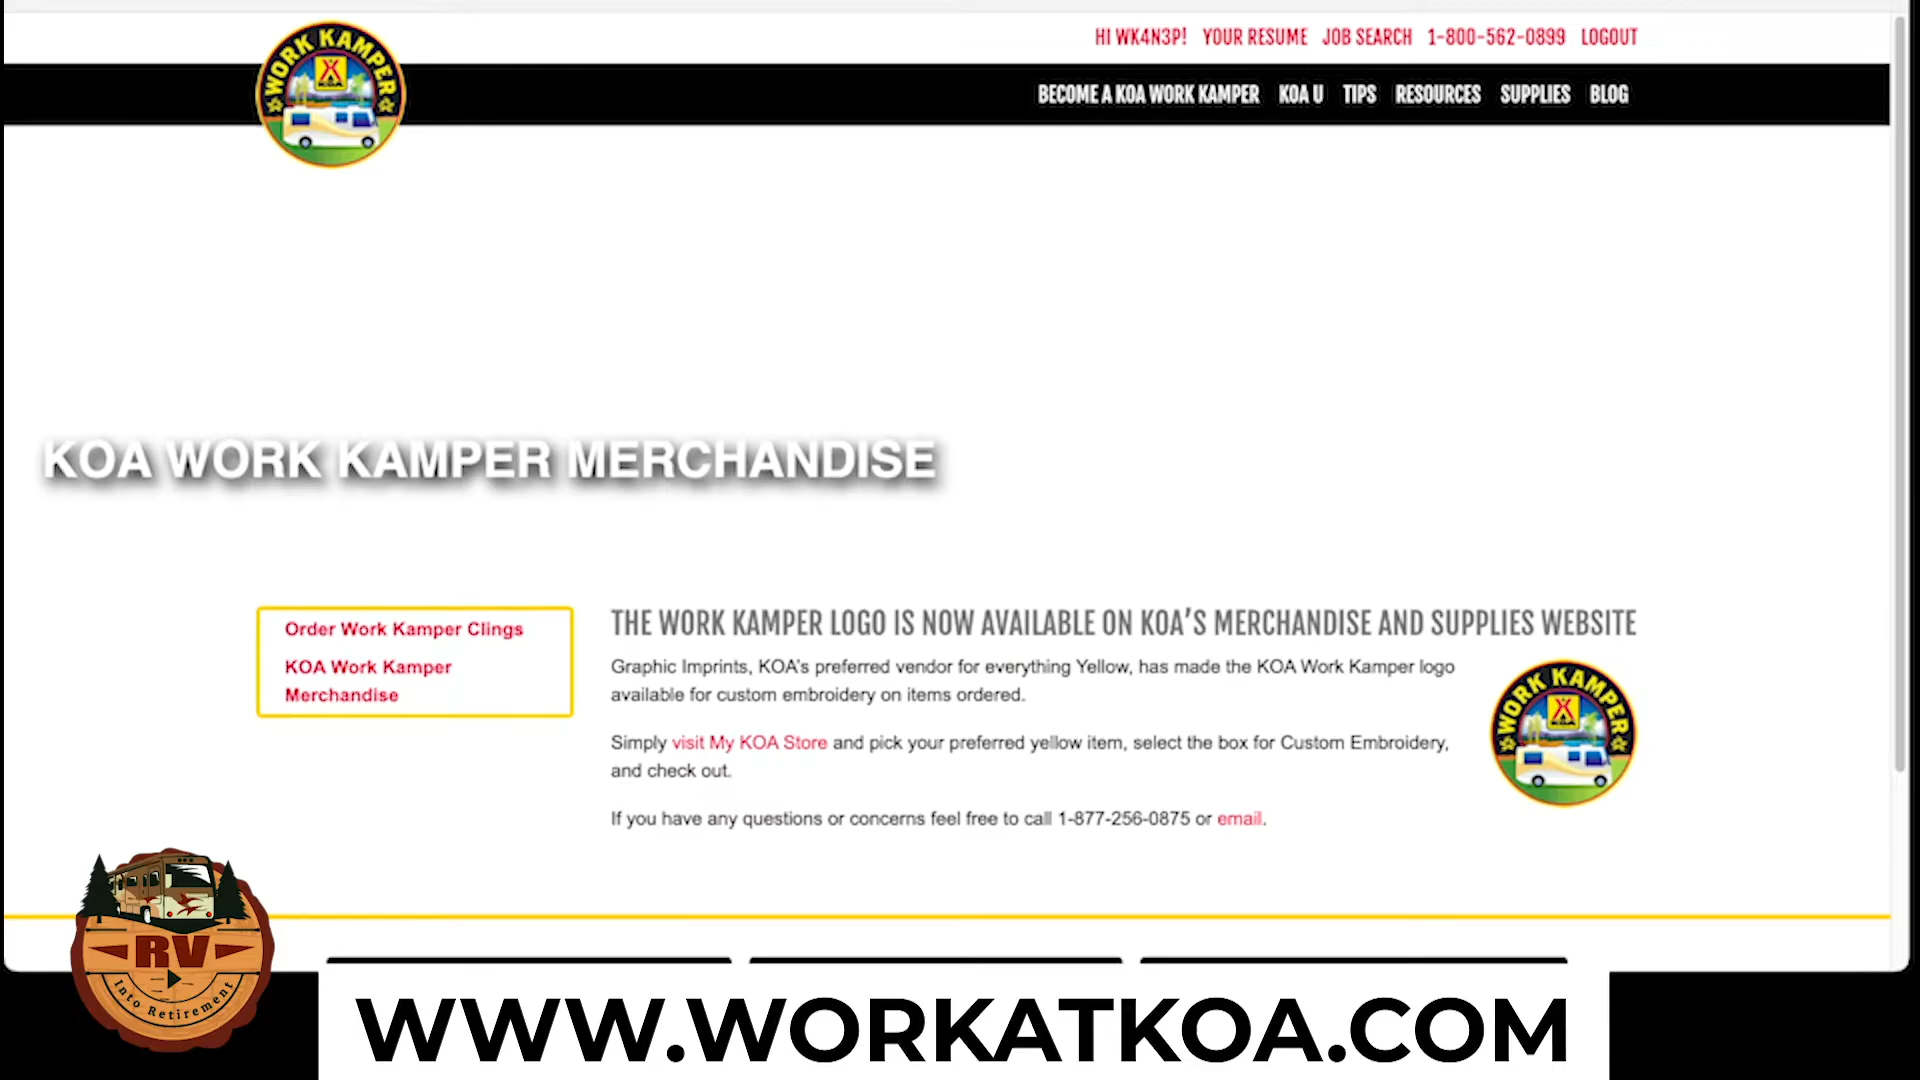 HI WK4N3P! YOUR RESUME JOB SEARCH 1-800-562-0899 LOGOUT
WORK KAMPER
KOA
BECOME A KOA WORK KAMPER KOA U TIPS RESOURCES SUPPLIES BLOG
KOA WORK KAMPER MERCHANDISE
Order Work Kamper Clings
KOA Work Kamper
Merchandise
THE WORK KAMPER LOGO IS NOW AVAILABLE ON KOA'S MERCHANDISE AND SUPPLIES WEBSITE
Graphic Imprints, KOA's preferred vendor for everything Yellow, has made the KOA Work Kamper logo
available for custom embroidery on items ordered.
Simply visit My KOA Store and pick your preferred yellow item, select the box for Custom Embroidery,
and check out.
If you have any questions or concerns feel free to call 1-877-256-0875 or email.
WORK KAMPER
KOA
RV
Into Retirement
WWW.WORKATKOA.COM